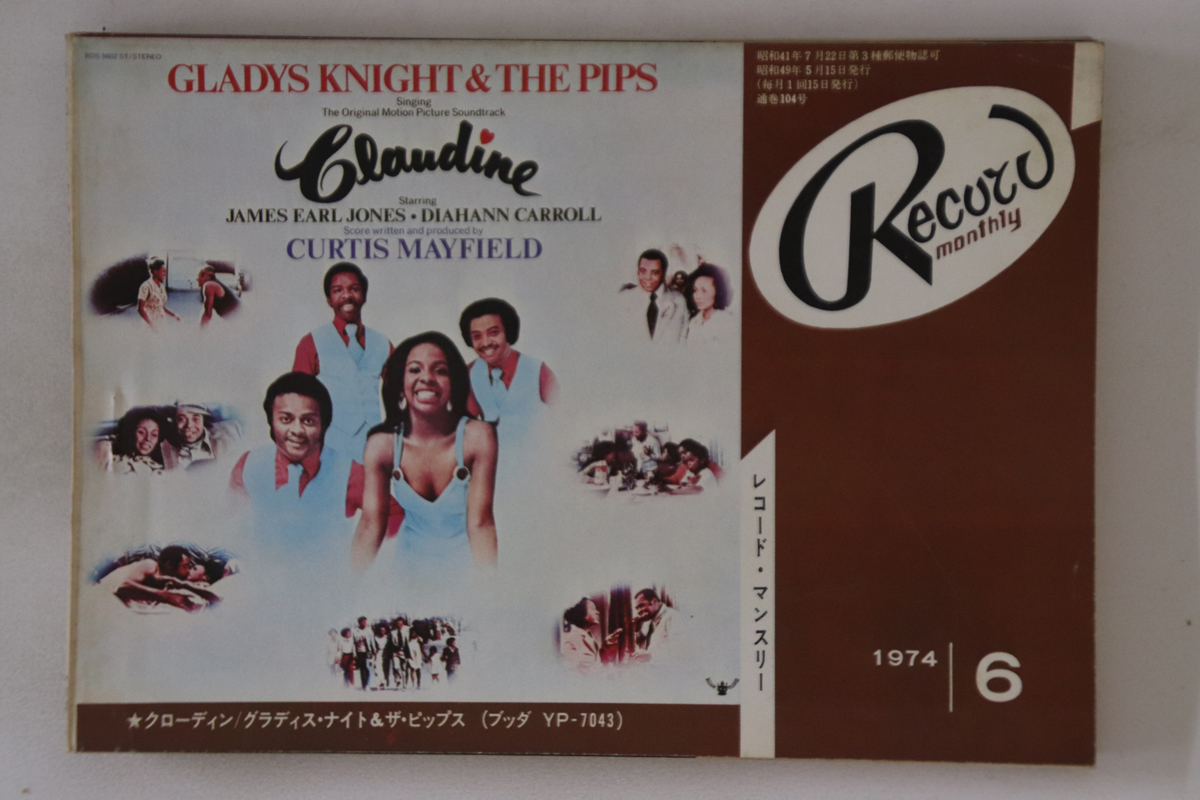 BDS 5602 ST/STEREO
GLADYS KNIGHT & THE PIPS
Singing
The Original Motion Picture Soundtrack
Claudine
Starring
JAMES EARL JONES • DIAHANN CARROLL
Score written and produced by
CURTIS MAYFIELD
★クローディン/グラディス・ナイト&ザ・ピップス (ブッダ YP-7043)
昭和41年7月22日第3種郵便物認可
昭和49年5月15日発行
(毎月1回15日発行)
通巻104号
Record
monthly
レコード・マンスリー
1974 6